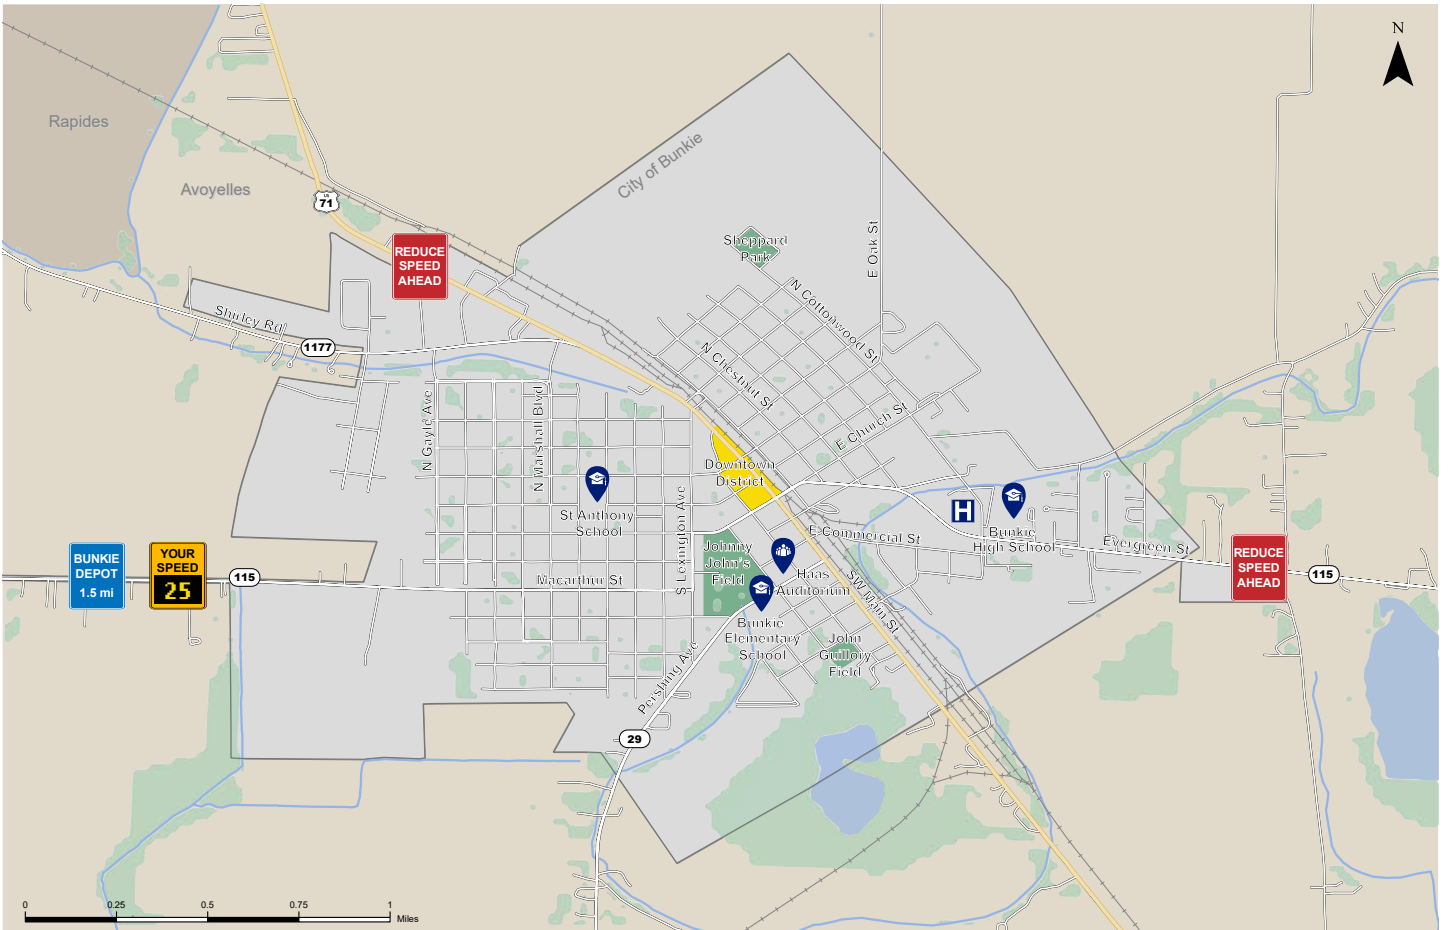 N
Rapides
Avoyelles
City of Bunkie
US
71
REDUCE
SPEED
AHEAD
Sheppard
Park
E Oak St
N Cottonwood St
Shirley Rd
1177
N Chestnut St
N Gayle Ave
N Marshall Blvd
E Church St
Downtown
District
St Anthony
School
S Lexington Ave
H
Bunkie
High School
E Commercial St
Evergreen St
BUNKIE
DEPOT
1.5 mi
YOUR
SPEED
25
115
Macarthur St
Johnny
John's
Field
Haas
Auditorium
SW Main St
REDUCE
SPEED
AHEAD
115
Bunkie
Elementary
School
John
Guillory
Field
Pershing Ave
29
0
0.25
0.5
0.75
1
Miles